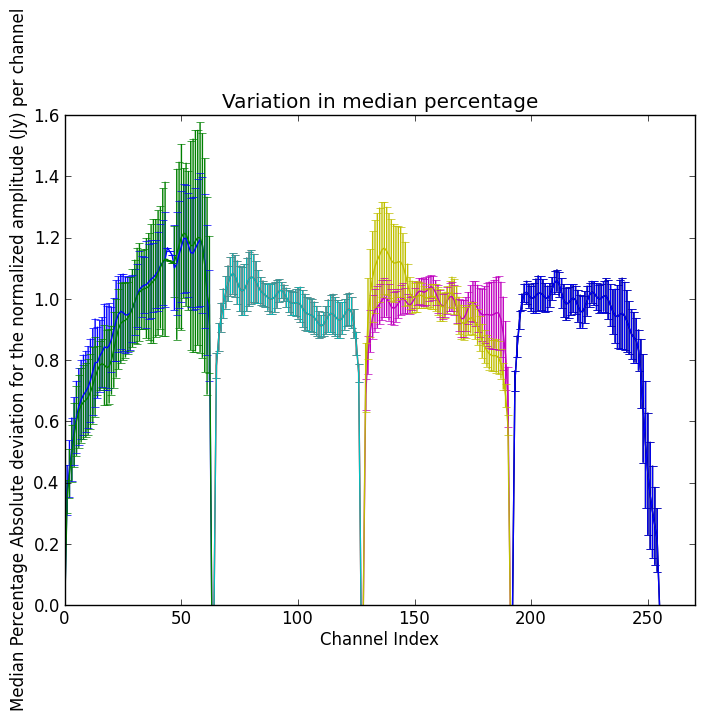 Variation in median percentage
Median Percentage Absolute deviation for the normalized amplitude (Jy) per channel
1.6
1.4
1.2
1.0
0.8
0.6
0.4
0.2
0.0
0 50 100 150 200 250
Channel Index